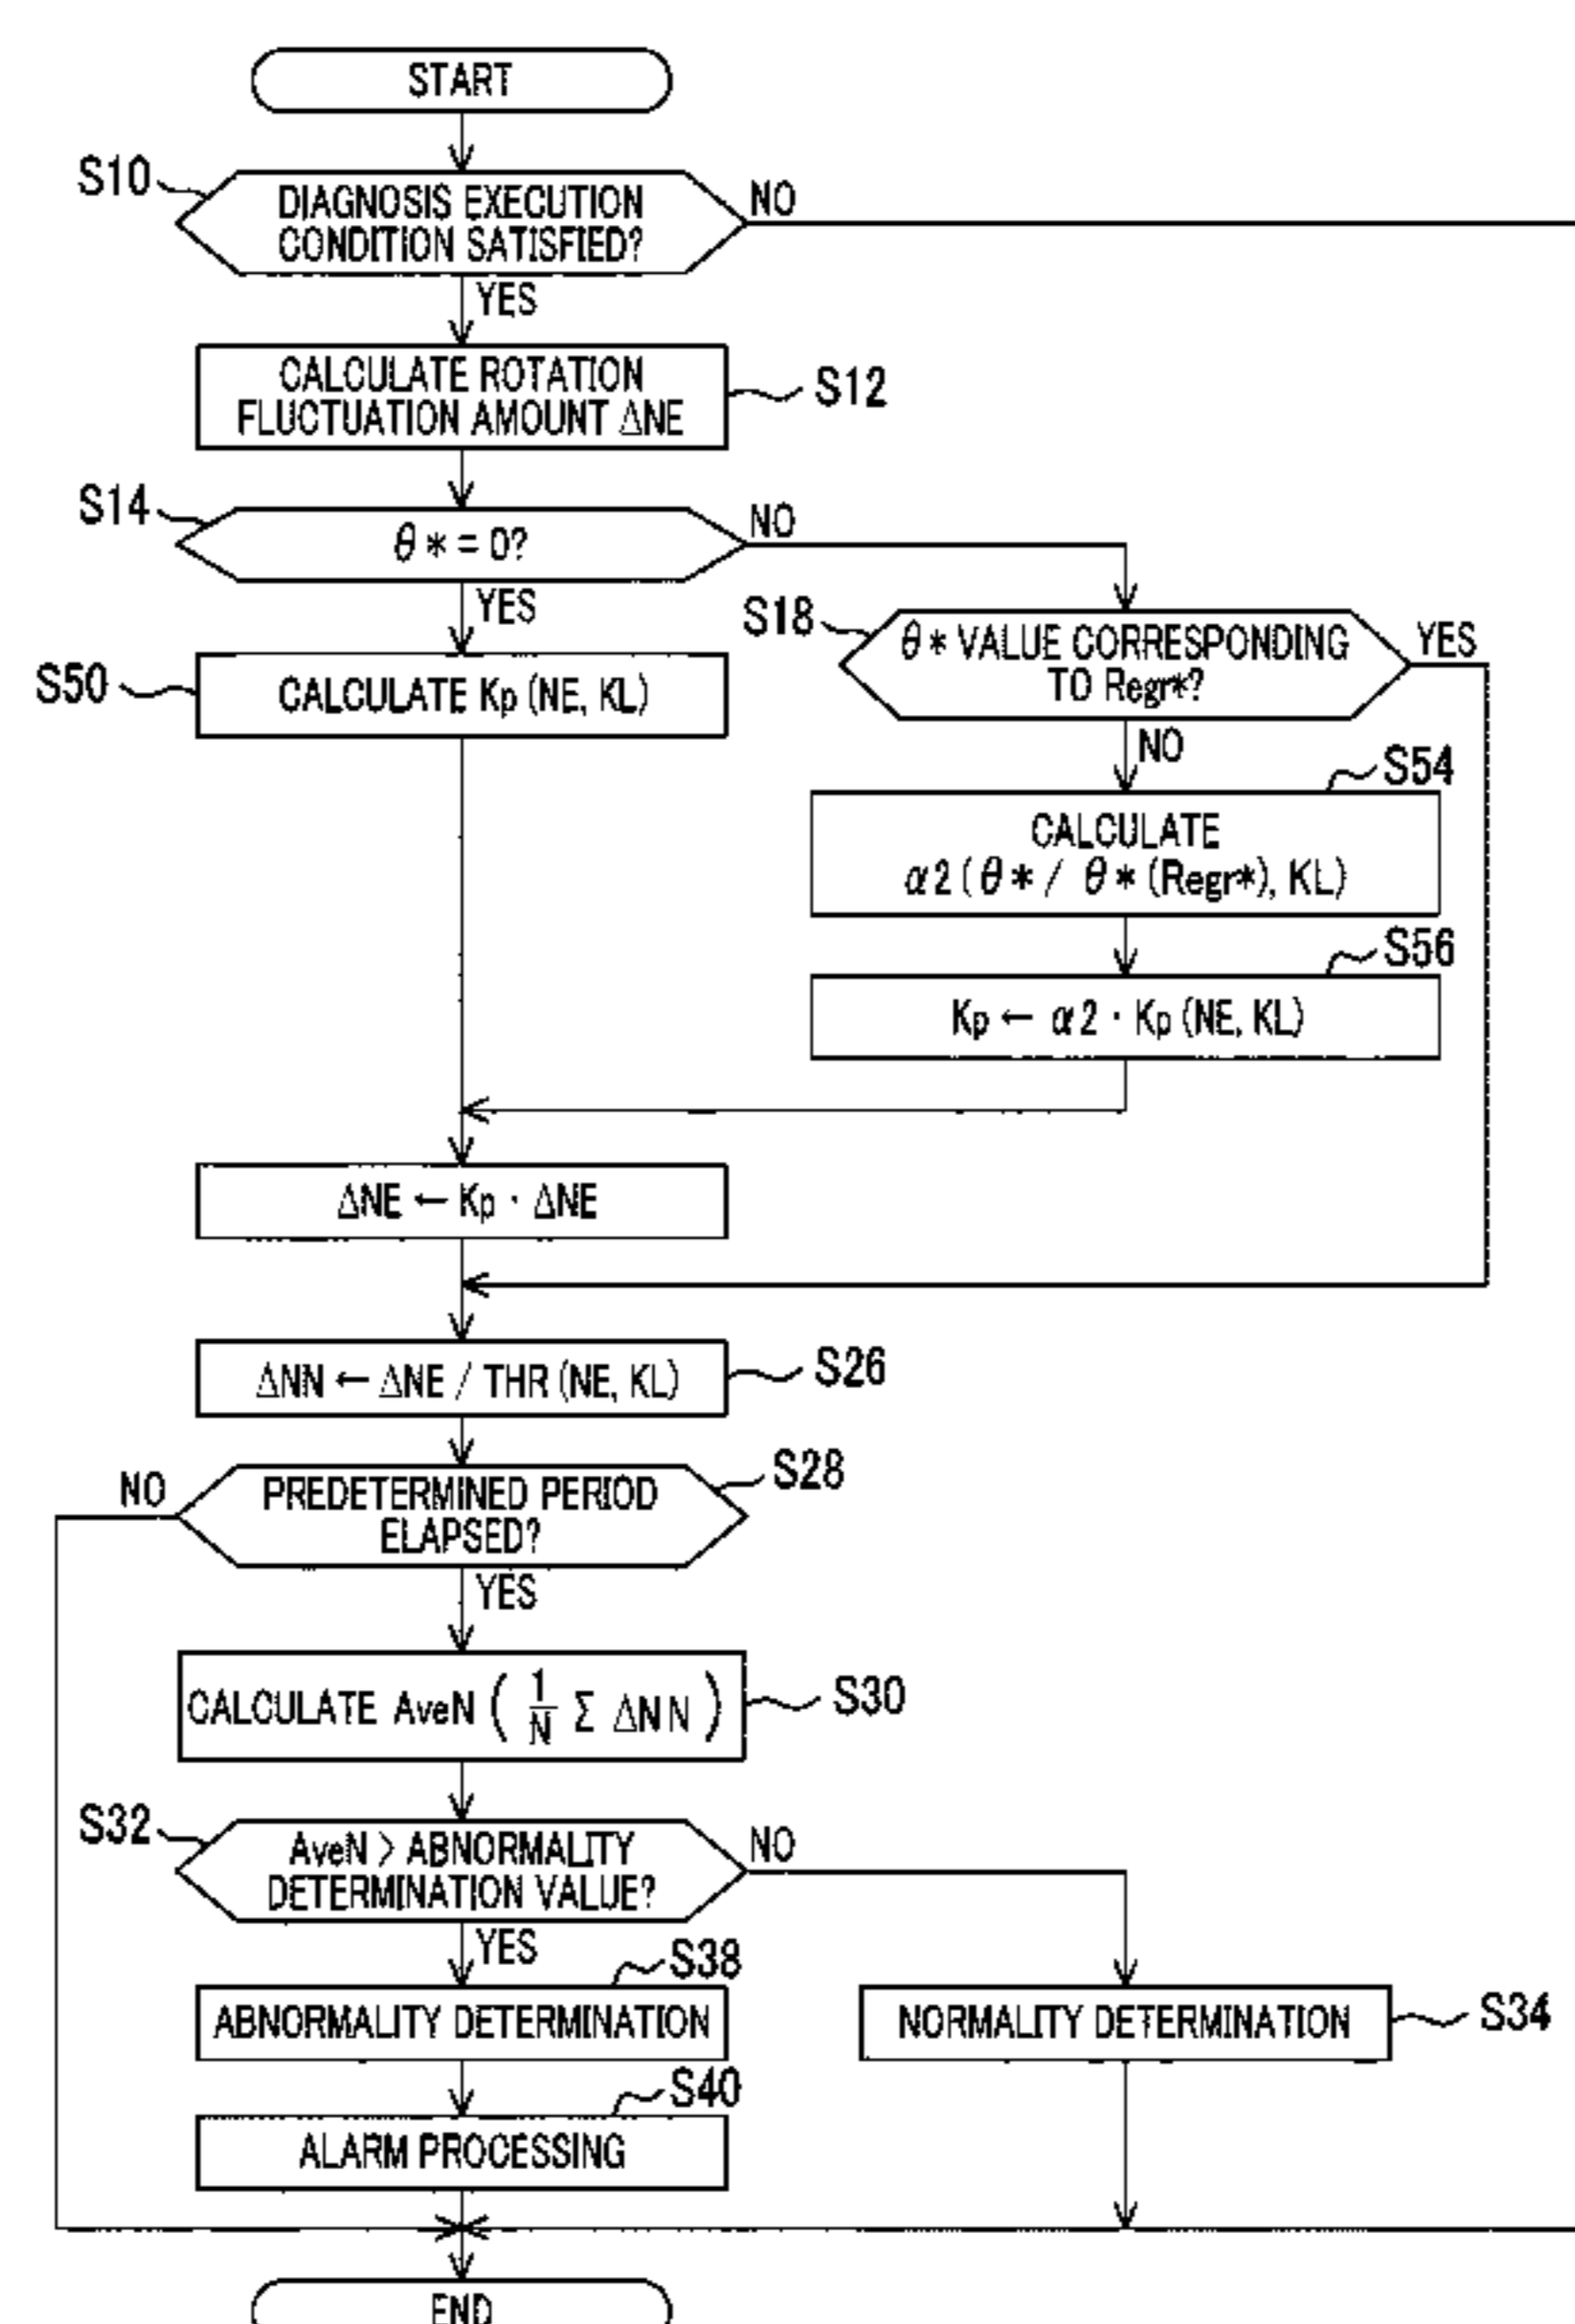 START
S10
DIAGNOSIS EXECUTION
CONDITION SATISFIED?
NO
YES
CALCULATE ROTATION
FLUCTUATION AMOUNT ΔNE
S12
S14
θ* = 0?
NO
YES
S18
θ* VALUE CORRESPONDING
TO Regr*?
YES
NO
S50
CALCULATE Kp (NE, KL)
S54
CALCULATE
α2 (θ* / θ* (Regr*), KL)
S56
Kp ← α2 · Kp (NE, KL)
ΔNE ← Kp · ΔNE
ΔNN ← ΔNE / THR (NE, KL)
S26
NO
PREDETERMINED PERIOD
ELAPSED?
S28
YES
CALCULATE AveN ( 1/N Σ ΔNN )
S30
S32
AveN > ABNORMALITY
DETERMINATION VALUE?
NO
YES
S38
ABNORMALITY DETERMINATION
NORMALITY DETERMINATION
S34
S40
ALARM PROCESSING
END